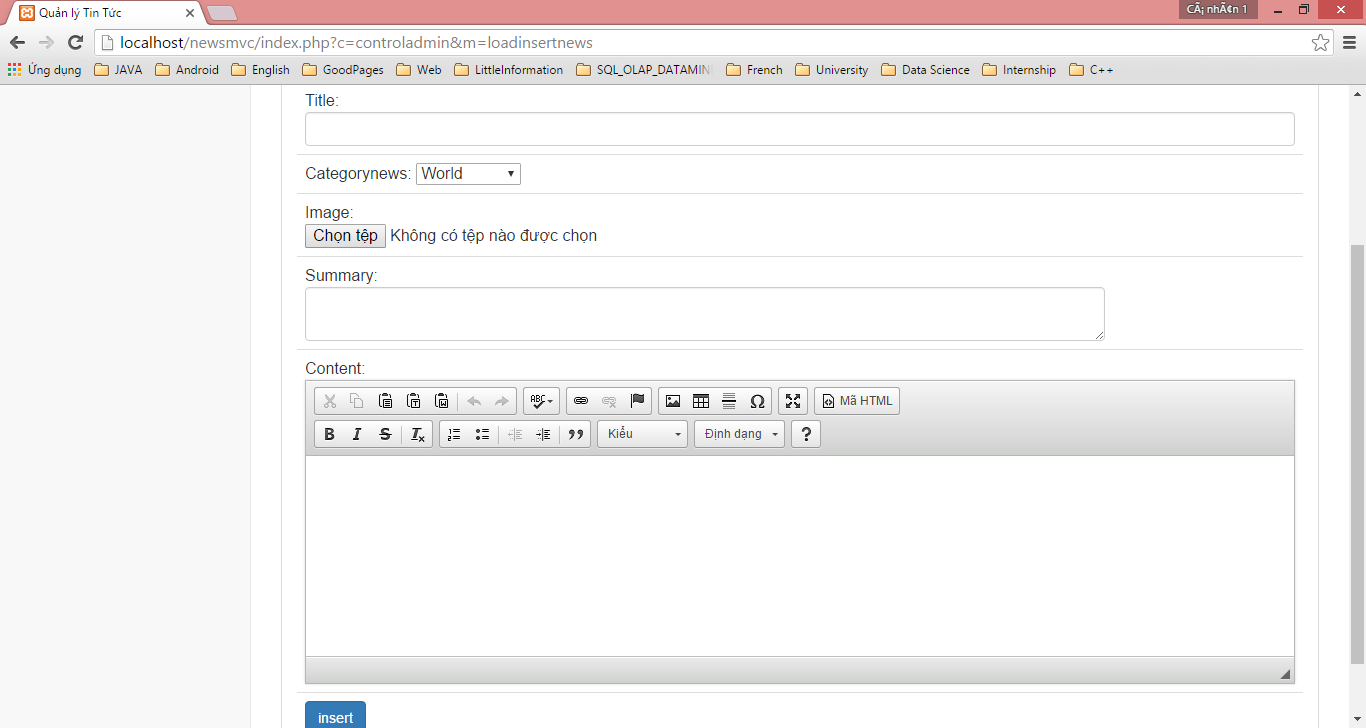 Quản lý Tin Tức
CÃ¡ nhÃ¢n 1
localhost/newsmvc/index.php?c=controladmin&m=loadinsertnews
Ứng dụng JAVA Android English GoodPages Web LittleInformation SQL_OLAP_DATAMIN French University Data Science Internship C++
Title:
Categorynews: World
Image:
Chọn tệp Không có tệp nào được chọn
Summary:
Content:
ABC Ω Mã HTML
B I S Tx Kiểu Định dạng ?
insert